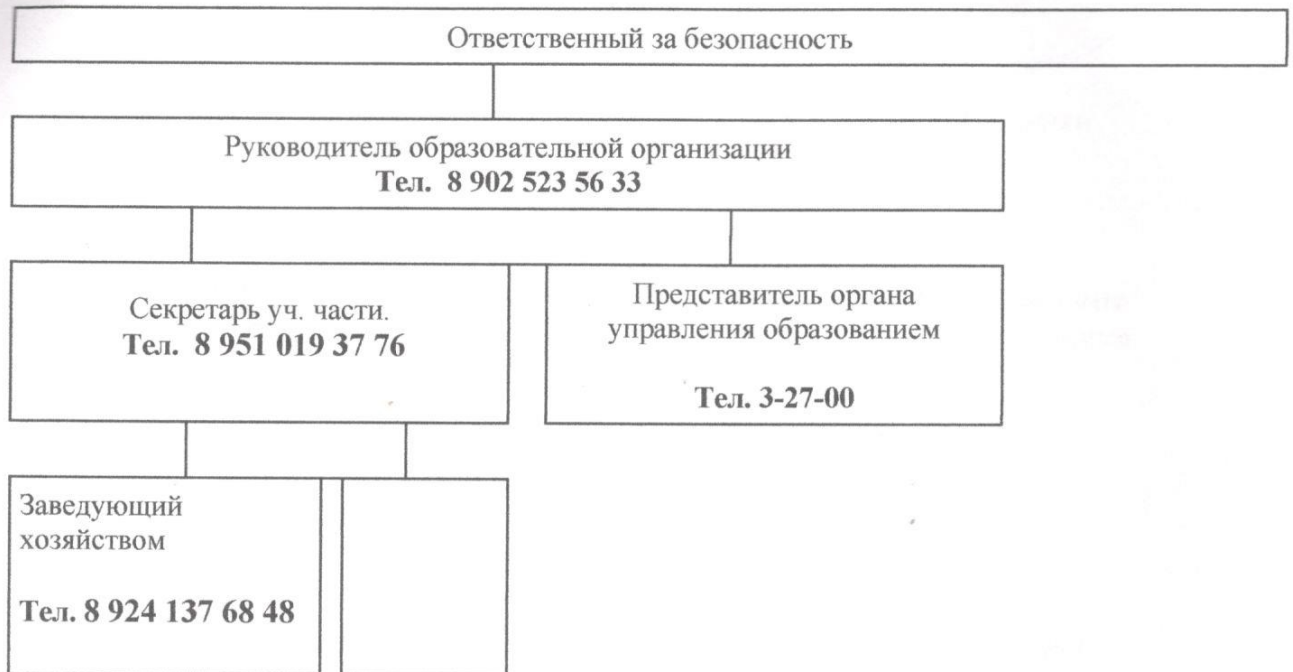 Ответственный за безопасность
Руководитель образовательной организации
Тел. 8 902 523 56 33
Секретарь уч. части.
Тел. 8 951 019 37 76
Представитель органа
управления образованием
Тел. 3-27-00
Заведующий
хозяйством
Тел. 8 924 137 68 48